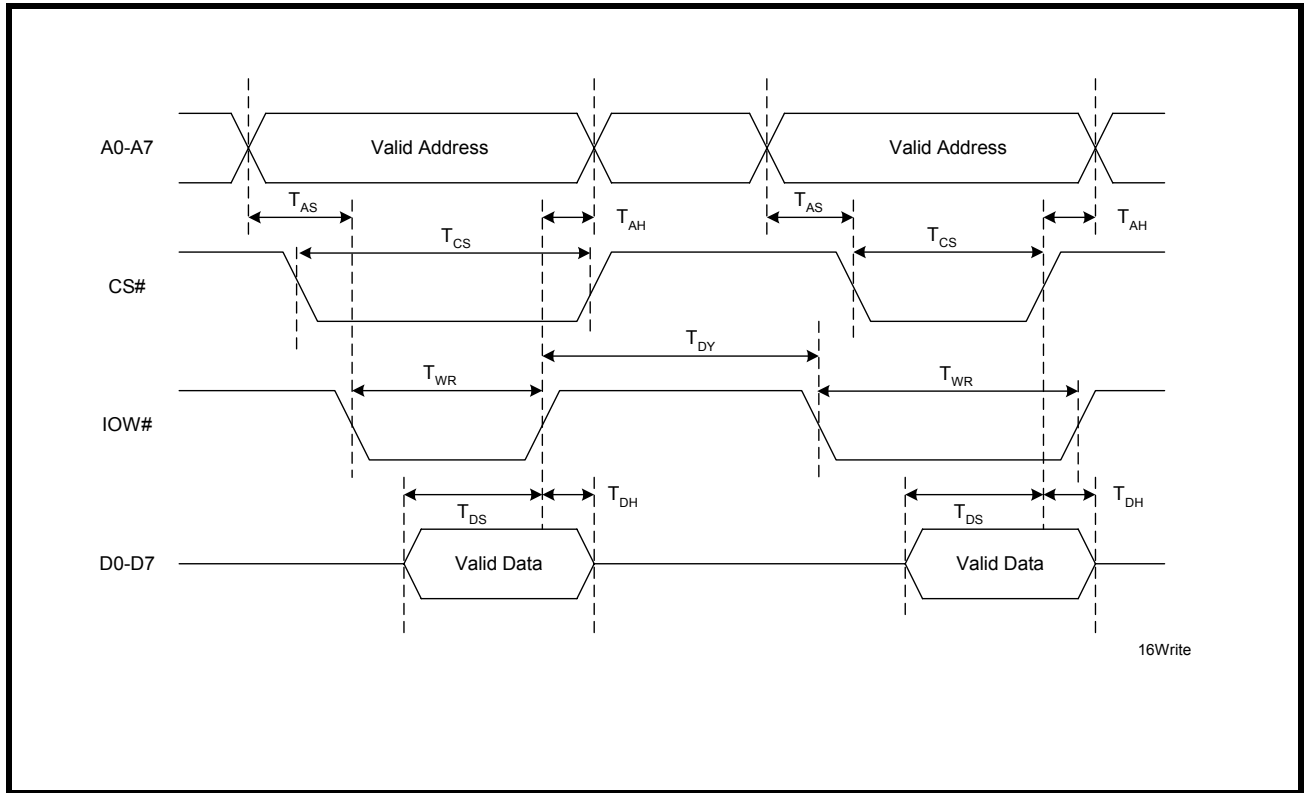 A0-A7
Valid Address
Valid Address
TAS
TAH
TAS
TAH
TCS
TCS
CS#
TDY
TWR
TWR
IOW#
TDS
TDH
TDS
TDH
D0-D7
Valid Data
Valid Data
16Write